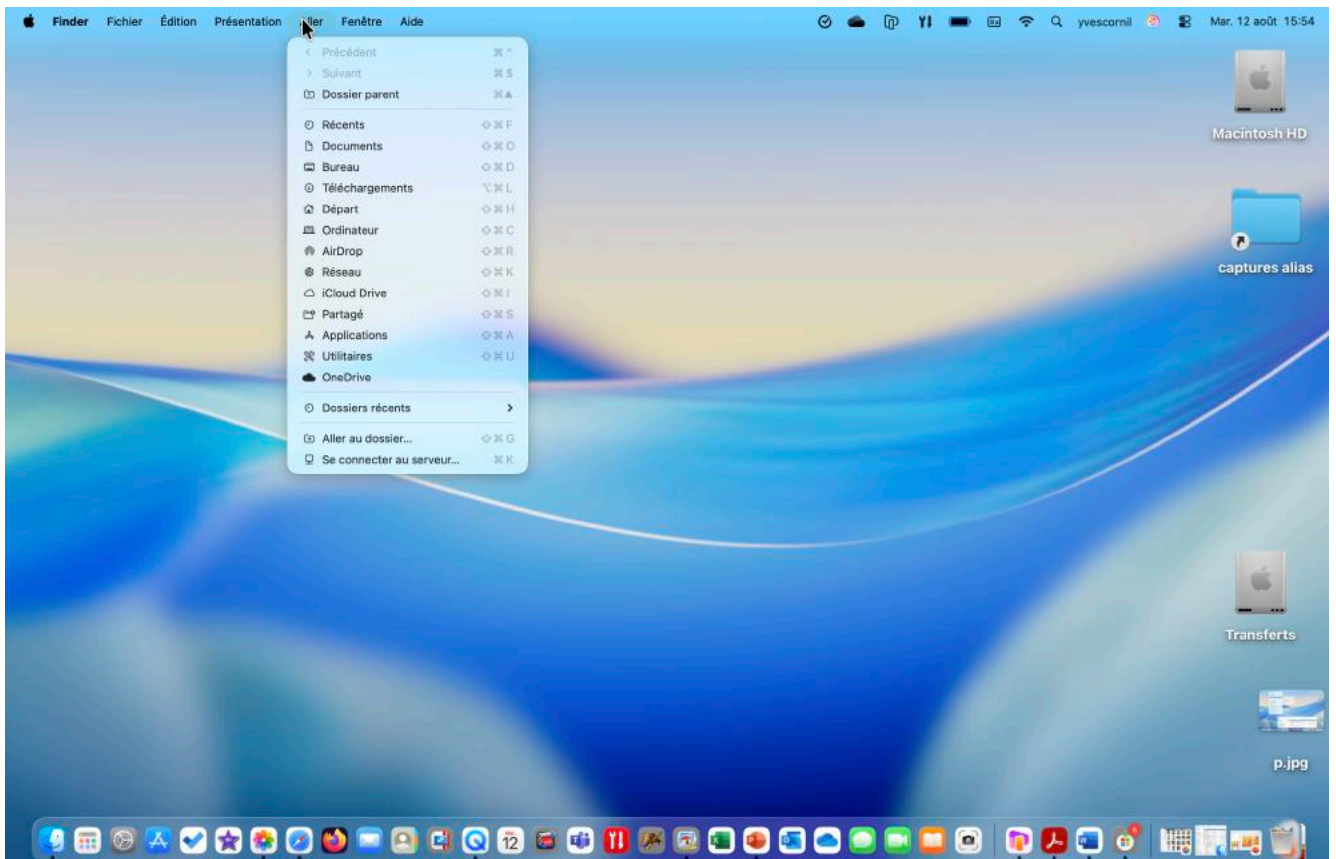 Finder Fichier Édition Présentation Aller Fenêtre Aide yvescornil Mar. 12 août 15:54
Précédent ⌘ ^
Suivant ⌘ $
Dossier parent ⌘ ▲
Récents ⇧ ⌘ F
Documents ⇧ ⌘ O
Bureau ⇧ ⌘ D
Téléchargements ⌥ ⌘ L
Départ ⇧ ⌘ H
Ordinateur ⇧ ⌘ C
AirDrop ⇧ ⌘ R
Réseau ⇧ ⌘ K
iCloud Drive ⇧ ⌘ I
Partagé ⇧ ⌘ S
Applications ⇧ ⌘ A
Utilitaires ⇧ ⌘ U
OneDrive
Dossiers récents >
Aller au dossier... ⇧ ⌘ G
Se connecter au serveur... ⌘ K
Macintosh HD
captures alias
Transferts
p.jpg
12